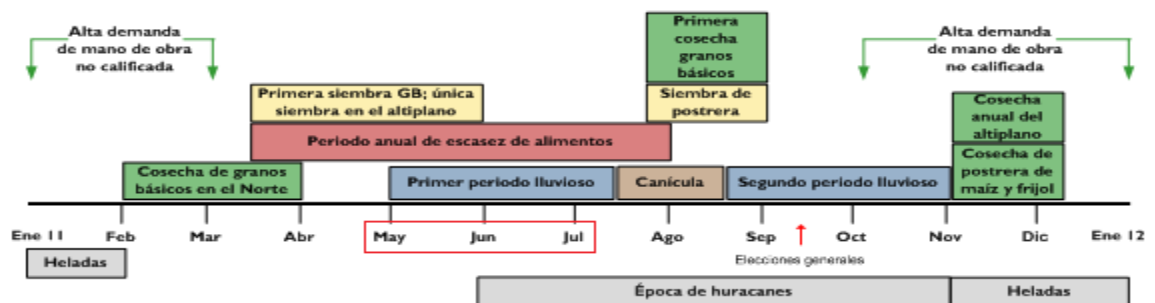 Alta demanda
de mano de obra
no calificada
Primera
cosecha
granos
básicos
Alta demanda
de mano de obra
no calificada
Primera siembra GB; única
siembra en el altiplano
Siembra de
postrera
Cosecha
anual del
altiplano
Periodo anual de escasez de alimentos
Cosecha de granos
básicos en el Norte
Primer periodo lluvioso
Canícula
Segundo periodo lluvioso
Cosecha de
postrera de
maíz y frijol
Ene 11 Feb Mar Abr May Jun Jul Ago Sep Oct Nov Dic Ene 12
Elecciones generales
Heladas
Época de huracanes
Heladas